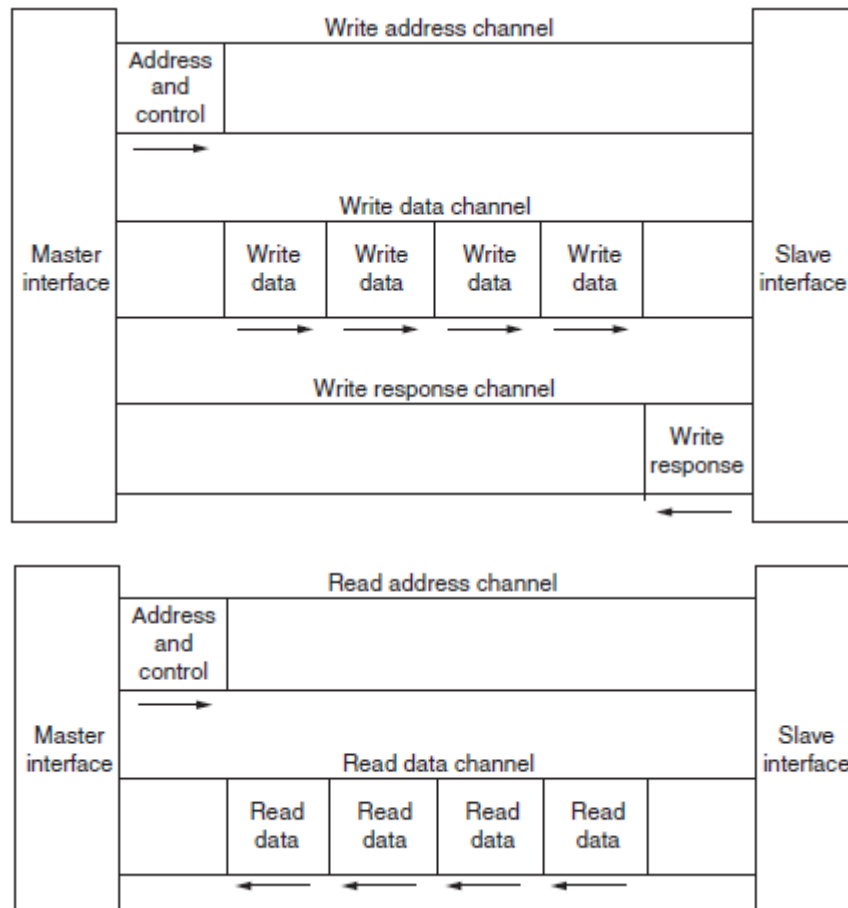 Write address channel
Address
and
control
Write data channel
Master
interface
Write
data
Write
data
Write
data
Write
data
Slave
interface
Write response channel
Write
response
Read address channel
Address
and
control
Master
interface
Slave
interface
Read data channel
Read
data
Read
data
Read
data
Read
data